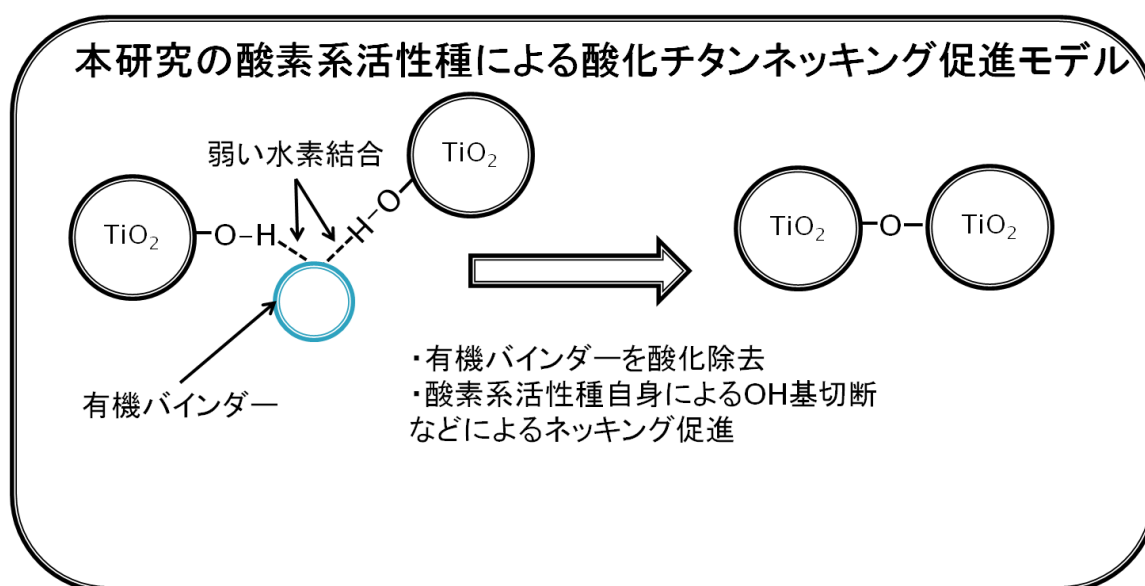 本研究の酸素系活性種による酸化チタンネッキング促進モデル
弱い水素結合
TiO₂
TiO₂
-O-H
H-O
TiO₂
-O-
TiO₂
有機バインダー
・有機バインダーを酸化除去
・酸素系活性種自身によるOH基切断
などによるネッキング促進